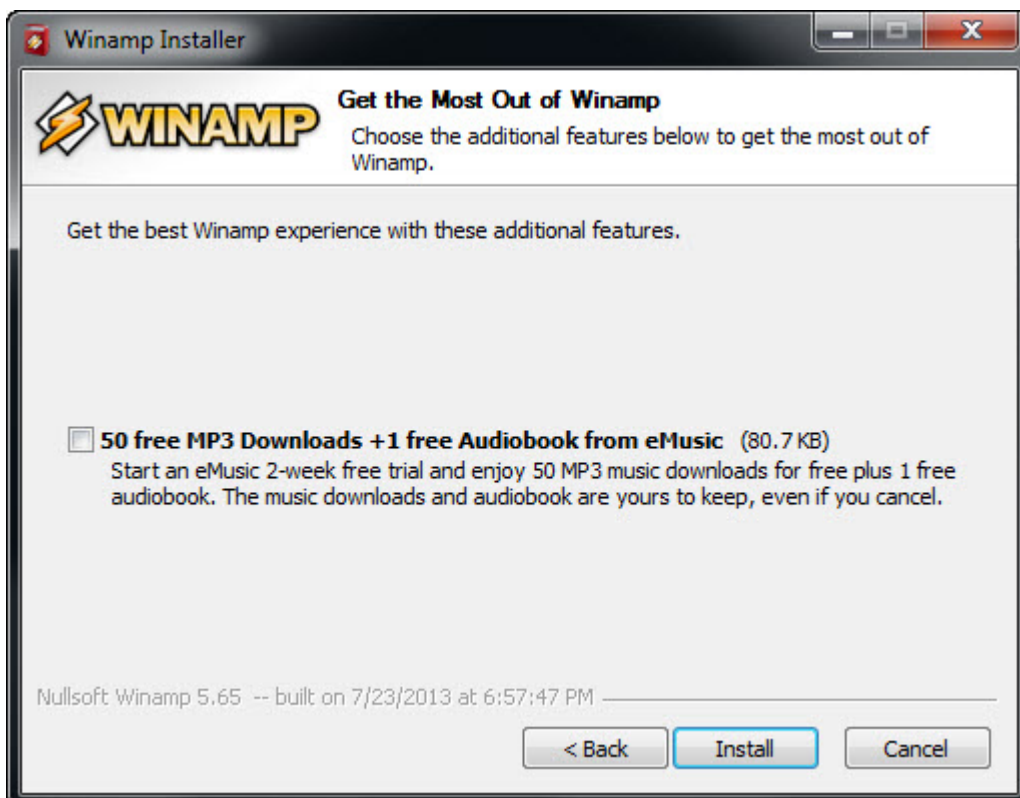 Winamp Installer
WINAMP
Get the Most Out of Winamp
Choose the additional features below to get the most out of
Winamp.
Get the best Winamp experience with these additional features.
50 free MP3 Downloads +1 free Audiobook from eMusic (80.7 KB)
Start an eMusic 2-week free trial and enjoy 50 MP3 music downloads for free plus 1 free
audiobook. The music downloads and audiobook are yours to keep, even if you cancel.
Nullsoft Winamp 5.65 -- built on 7/23/2013 at 6:57:47 PM
< Back Install Cancel